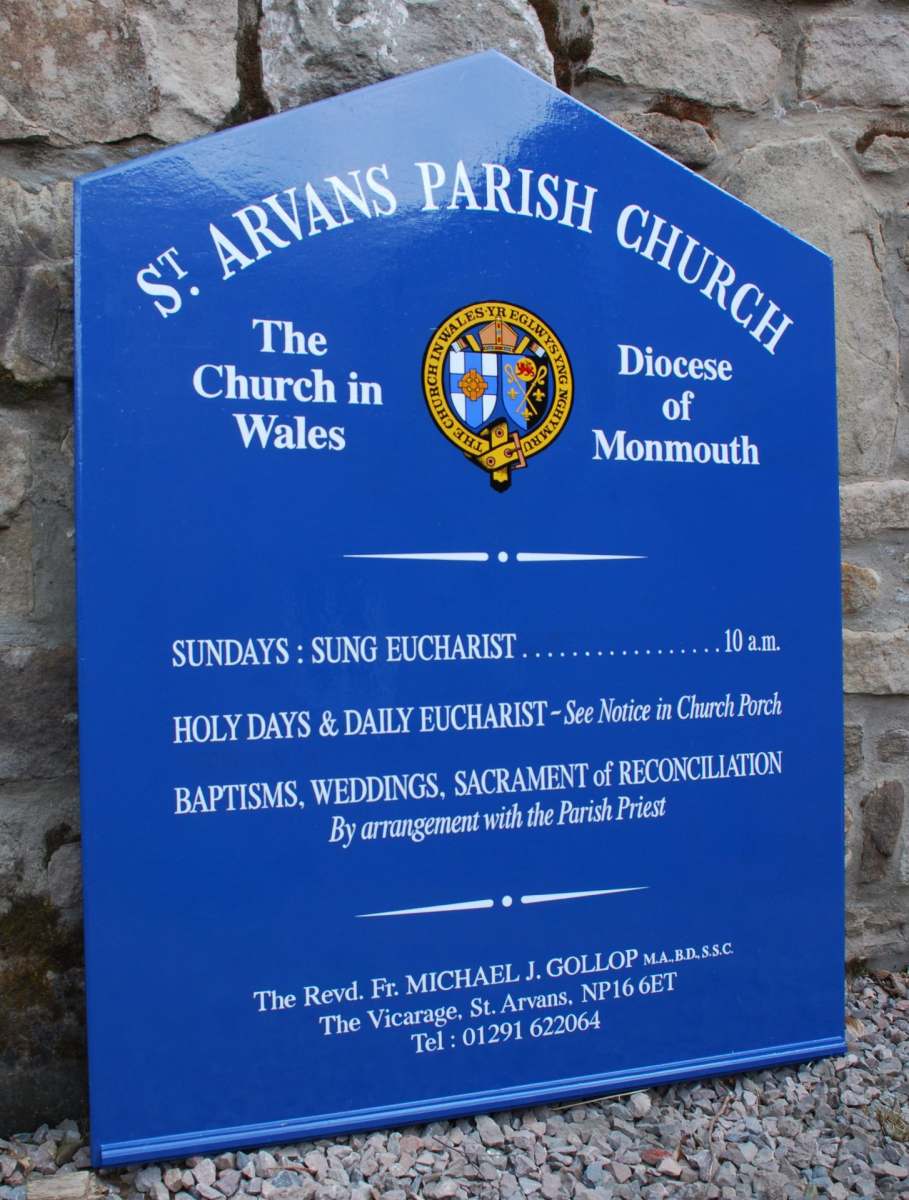 ST. ARVANS PARISH CHURCH
The
Church in
Wales
THE CHURCH IN WALES·YR EGLWYS YNG NGHYMRU
Diocese
of
Monmouth
SUNDAYS : SUNG EUCHARIST.................10 a.m.
HOLY DAYS & DAILY EUCHARIST – See Notice in Church Porch
BAPTISMS, WEDDINGS, SACRAMENT of RECONCILIATION
By arrangement with the Parish Priest
The Revd. Fr. MICHAEL J. GOLLOP M.A., B.D., S.S.C.
The Vicarage, St. Arvans, NP16 6ET
Tel : 01291 622064